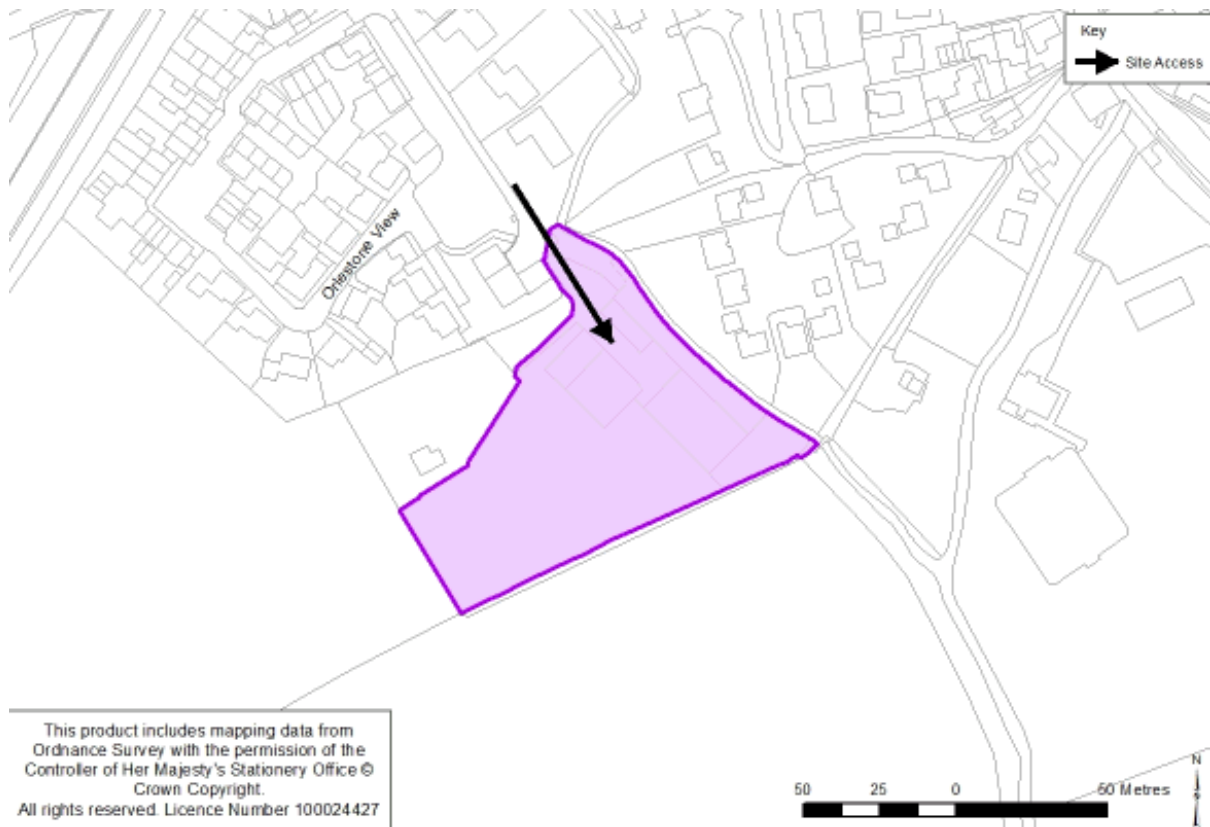 Key
Site Access
Orlestone View
This product includes mapping data from
Ordnance Survey with the permission of the
Controller of Her Majesty's Stationery Office ©
Crown Copyright.
All rights reserved. Licence Number 100024427
50 25 0 50 Metres
N